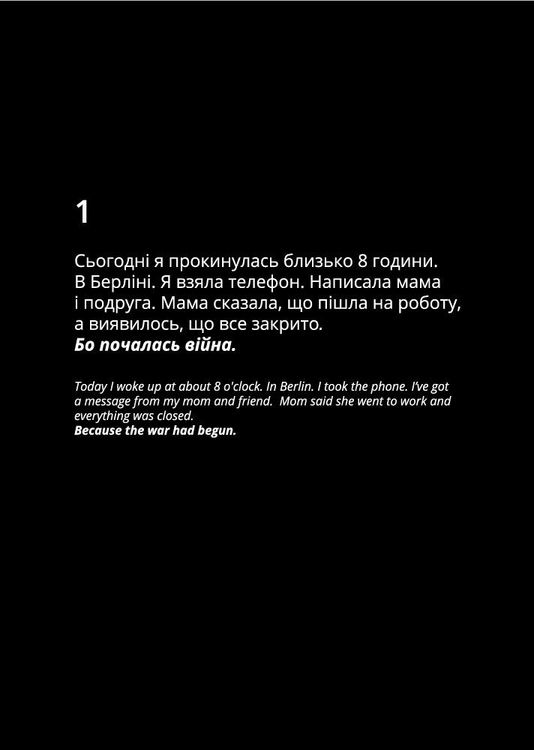 1
Сьогодні я прокинулась близько 8 години.
В Берліні. Я взяла телефон. Написала мама
і подруга. Мама сказала, що пішла на роботу,
а виявилось, що все закрито.
Бо почалась війна.
Today I woke up at about 8 o'clock. In Berlin. I took the phone. I've got
a message from my mom and friend.  Mom said she went to work and
everything was closed.
Because the war had begun.